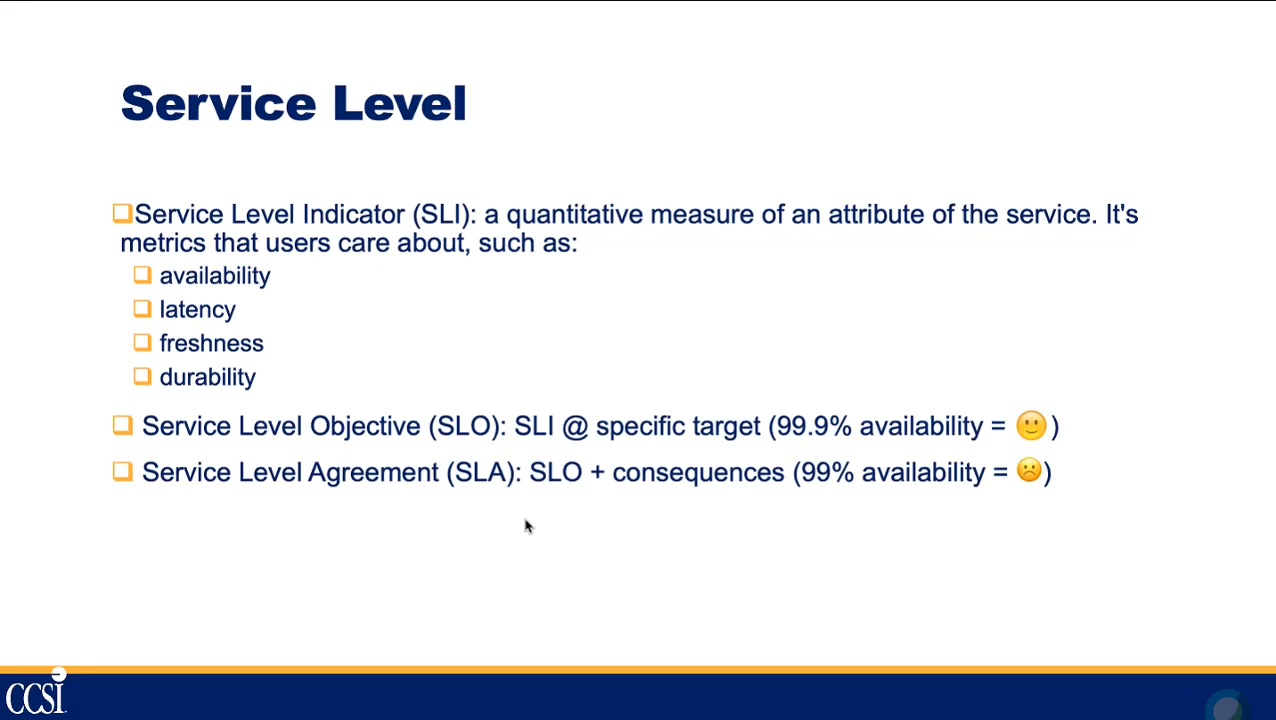 Service Level
❑Service Level Indicator (SLI): a quantitative measure of an attribute of the service. It's
metrics that users care about, such as:
❑ availability
❑ latency
❑ freshness
❑ durability
❑ Service Level Objective (SLO): SLI @ specific target (99.9% availability = 🙂)
❑ Service Level Agreement (SLA): SLO + consequences (99% availability = ☹️)
CCSI